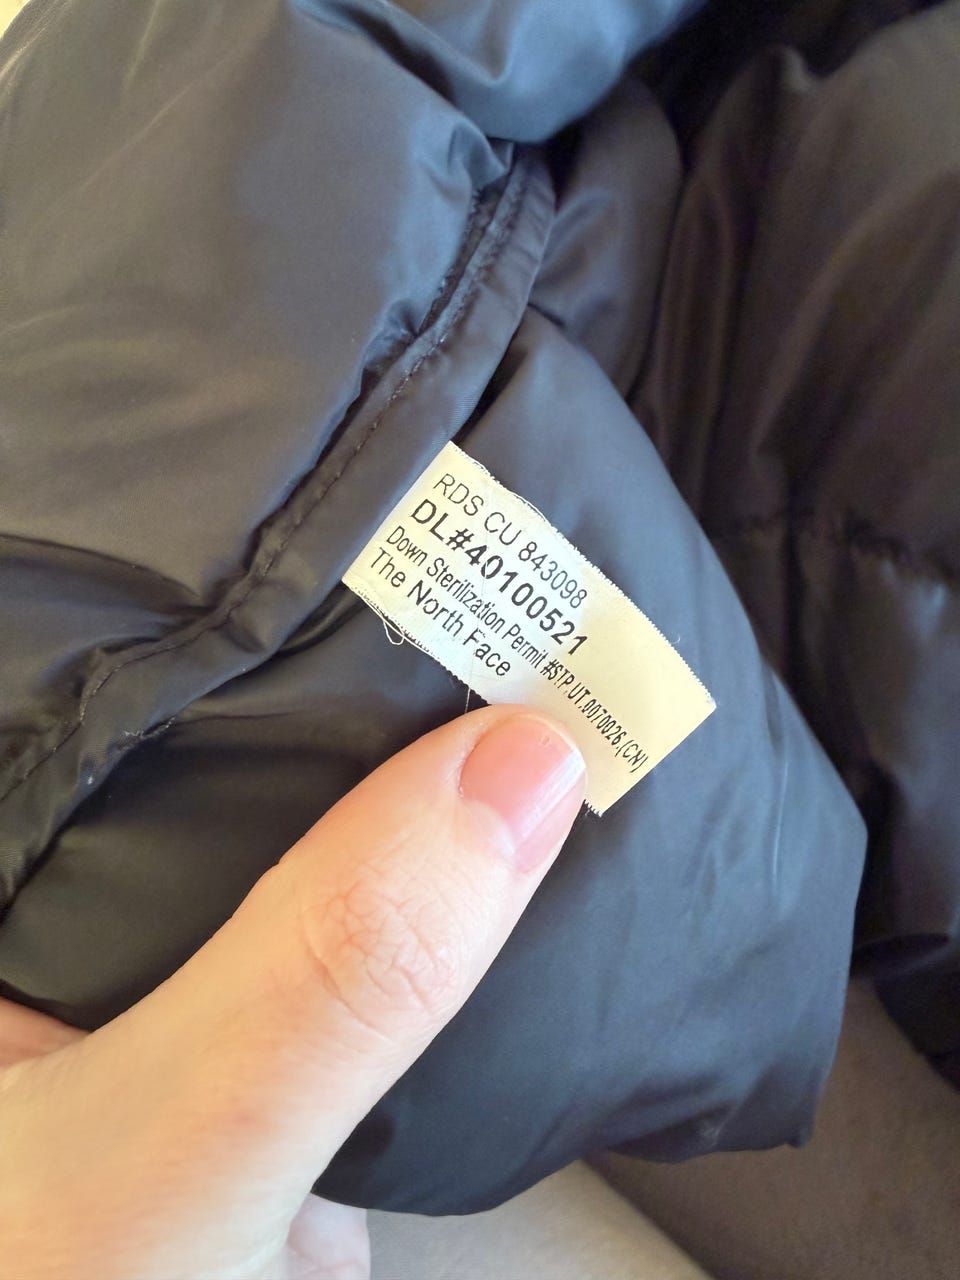 RDS CU 843098
DL#40100521
Down Sterilization Permit #STP.UT.0070026.(CN)
The North Face